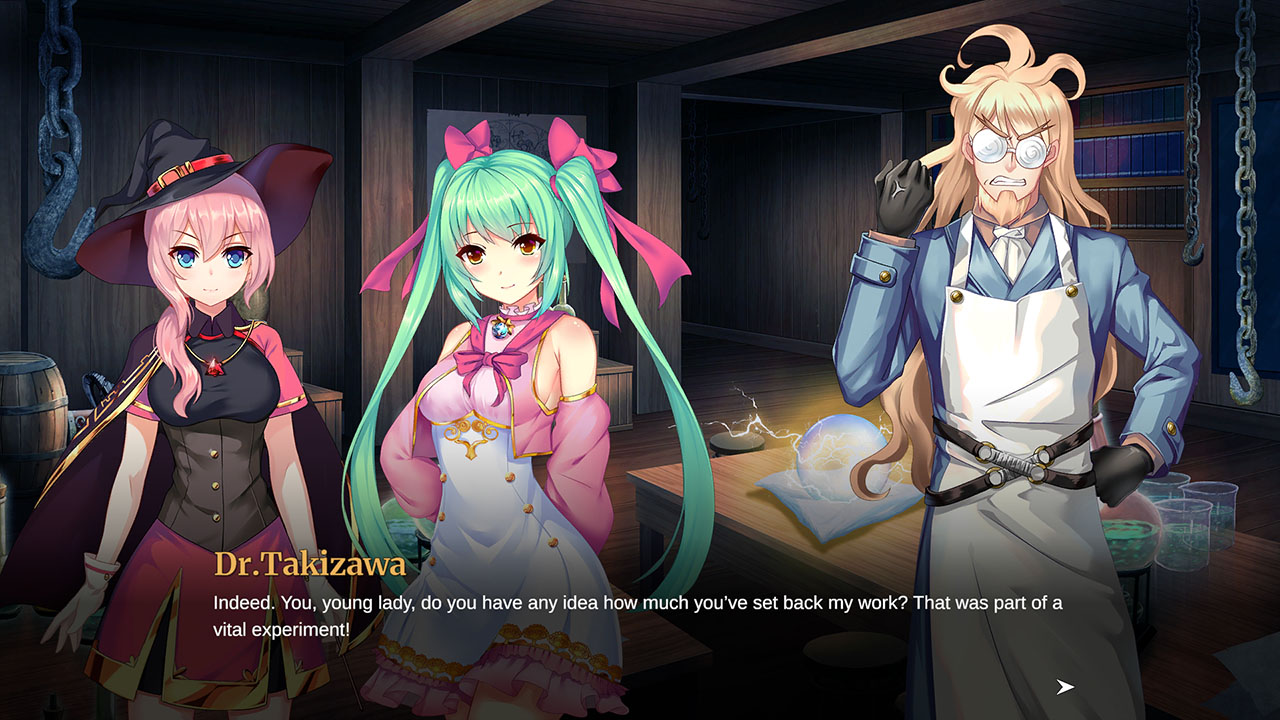 Dr.Takizawa
Indeed. You, young lady, do you have any idea how much you’ve set back my work? That was part of a
vital experiment!